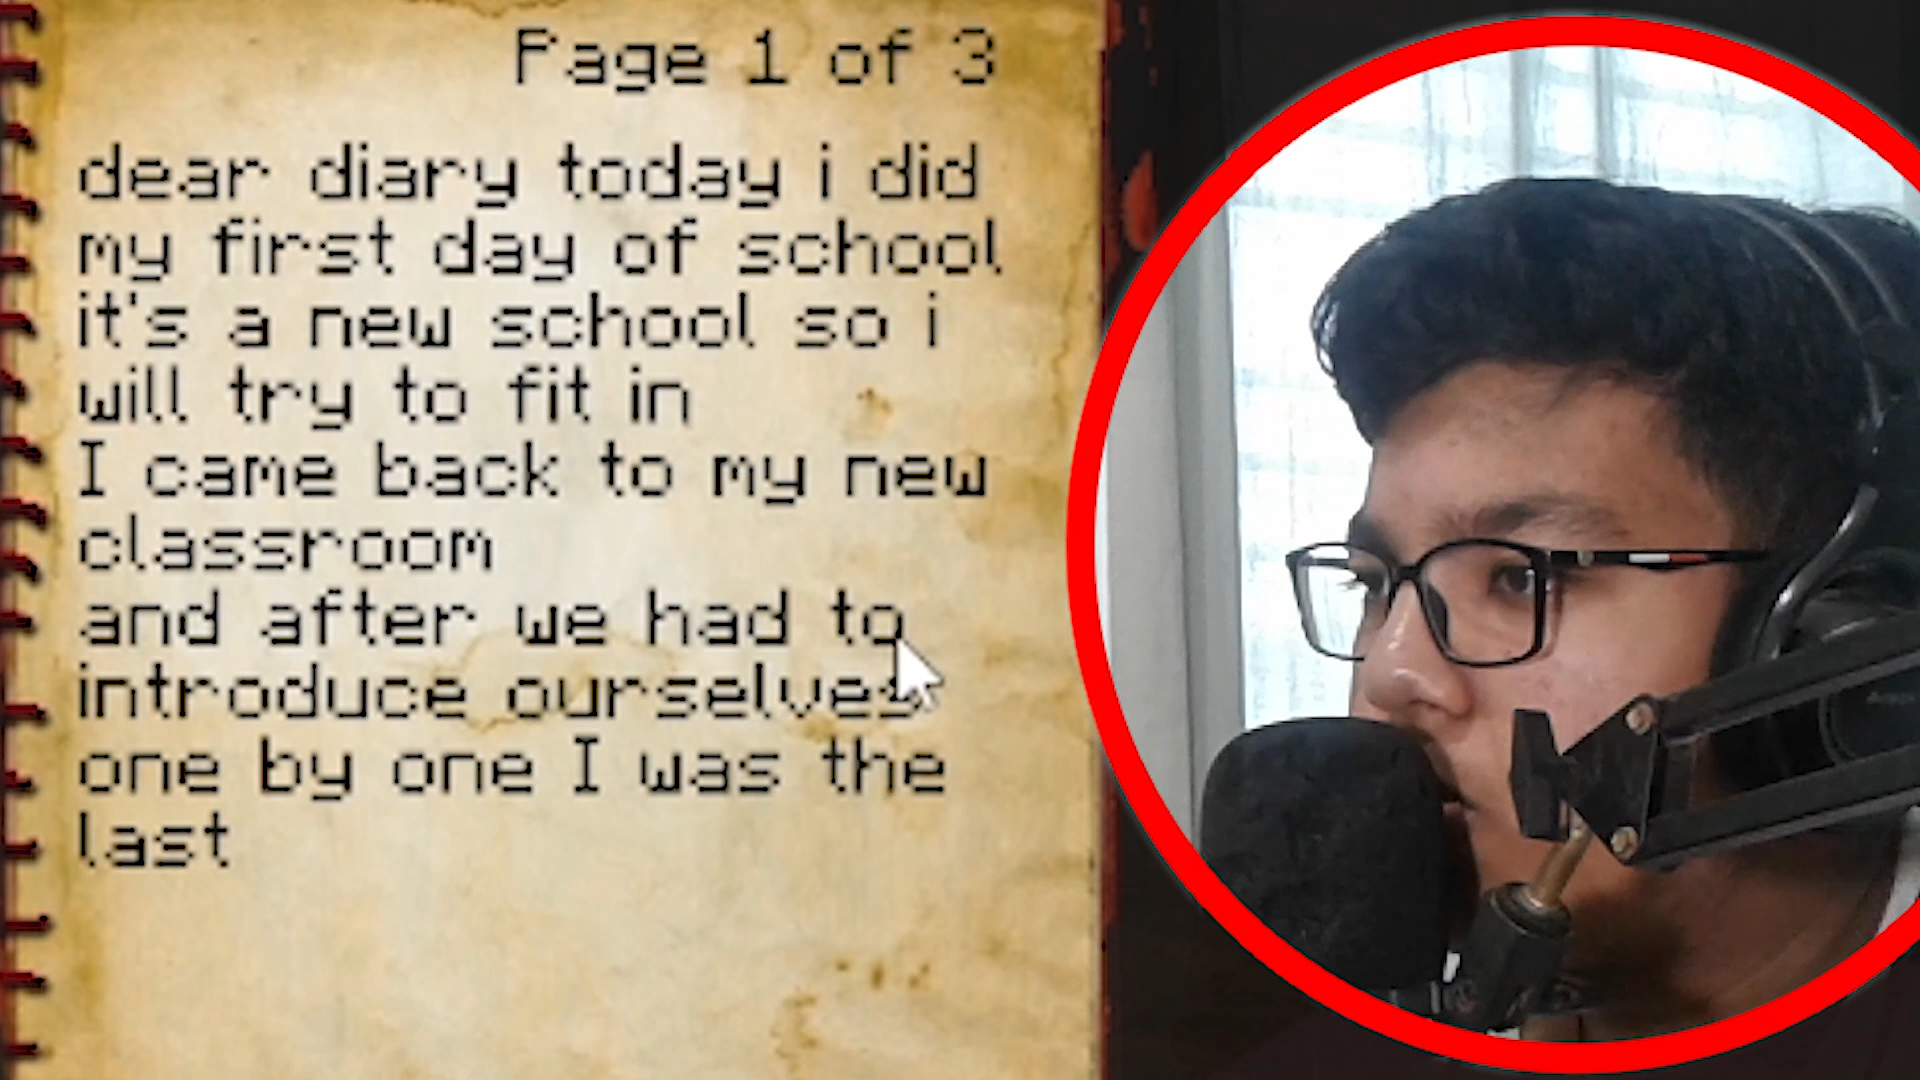 Page 1 of 3
dear diary today i did
my first day of school
it's a new school so i
will try to fit in
I came back to my new
classroom
and after we had to
introduce ourselves
one by one I was the
last